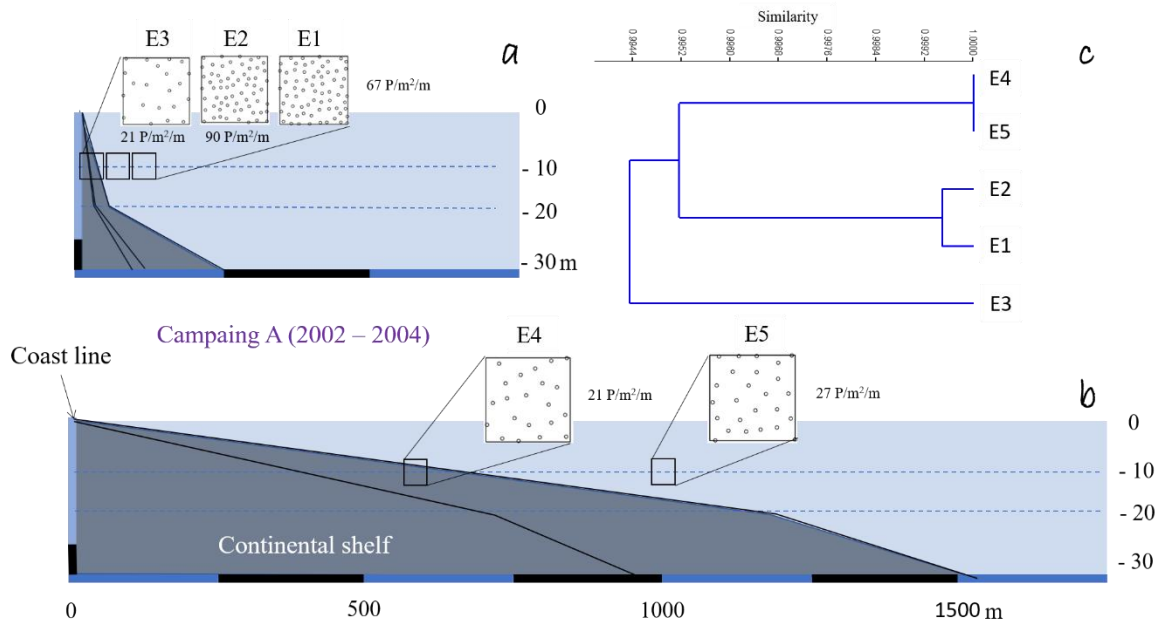 a
E3 E2 E1
67 P/m²/m
21 P/m²/m 90 P/m²/m
0
- 10
- 20
- 30 m
Similarity
0.9944 0.9952 0.9960 0.9968 0.9976 0.9984 0.9992 1.0000
c
E4
E5
E2
E1
E3
Campaing A (2002 – 2004)
Coast line
E4 E5
21 P/m²/m 27 P/m²/m
b
0
- 10
- 20
- 30
Continental shelf
0 500 1000 1500 m